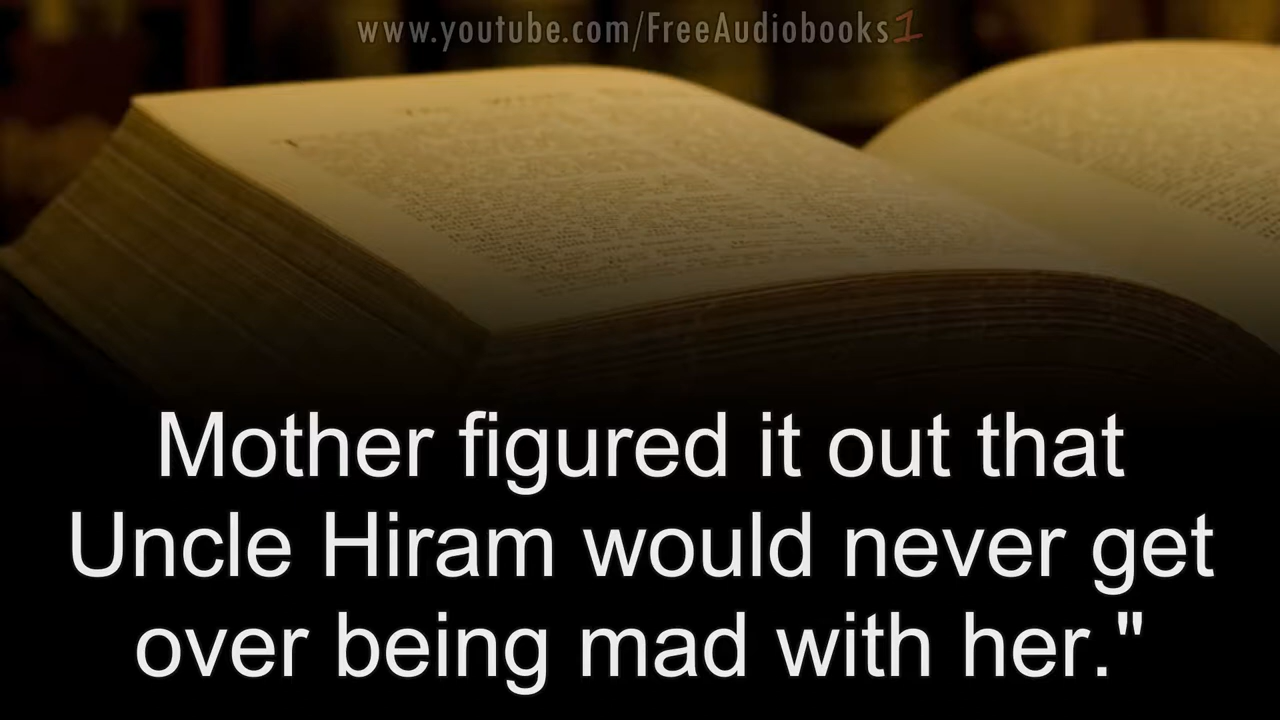 www.youtube.com/FreeAudiobooks1
Mother figured it out that
Uncle Hiram would never get
over being mad with her."